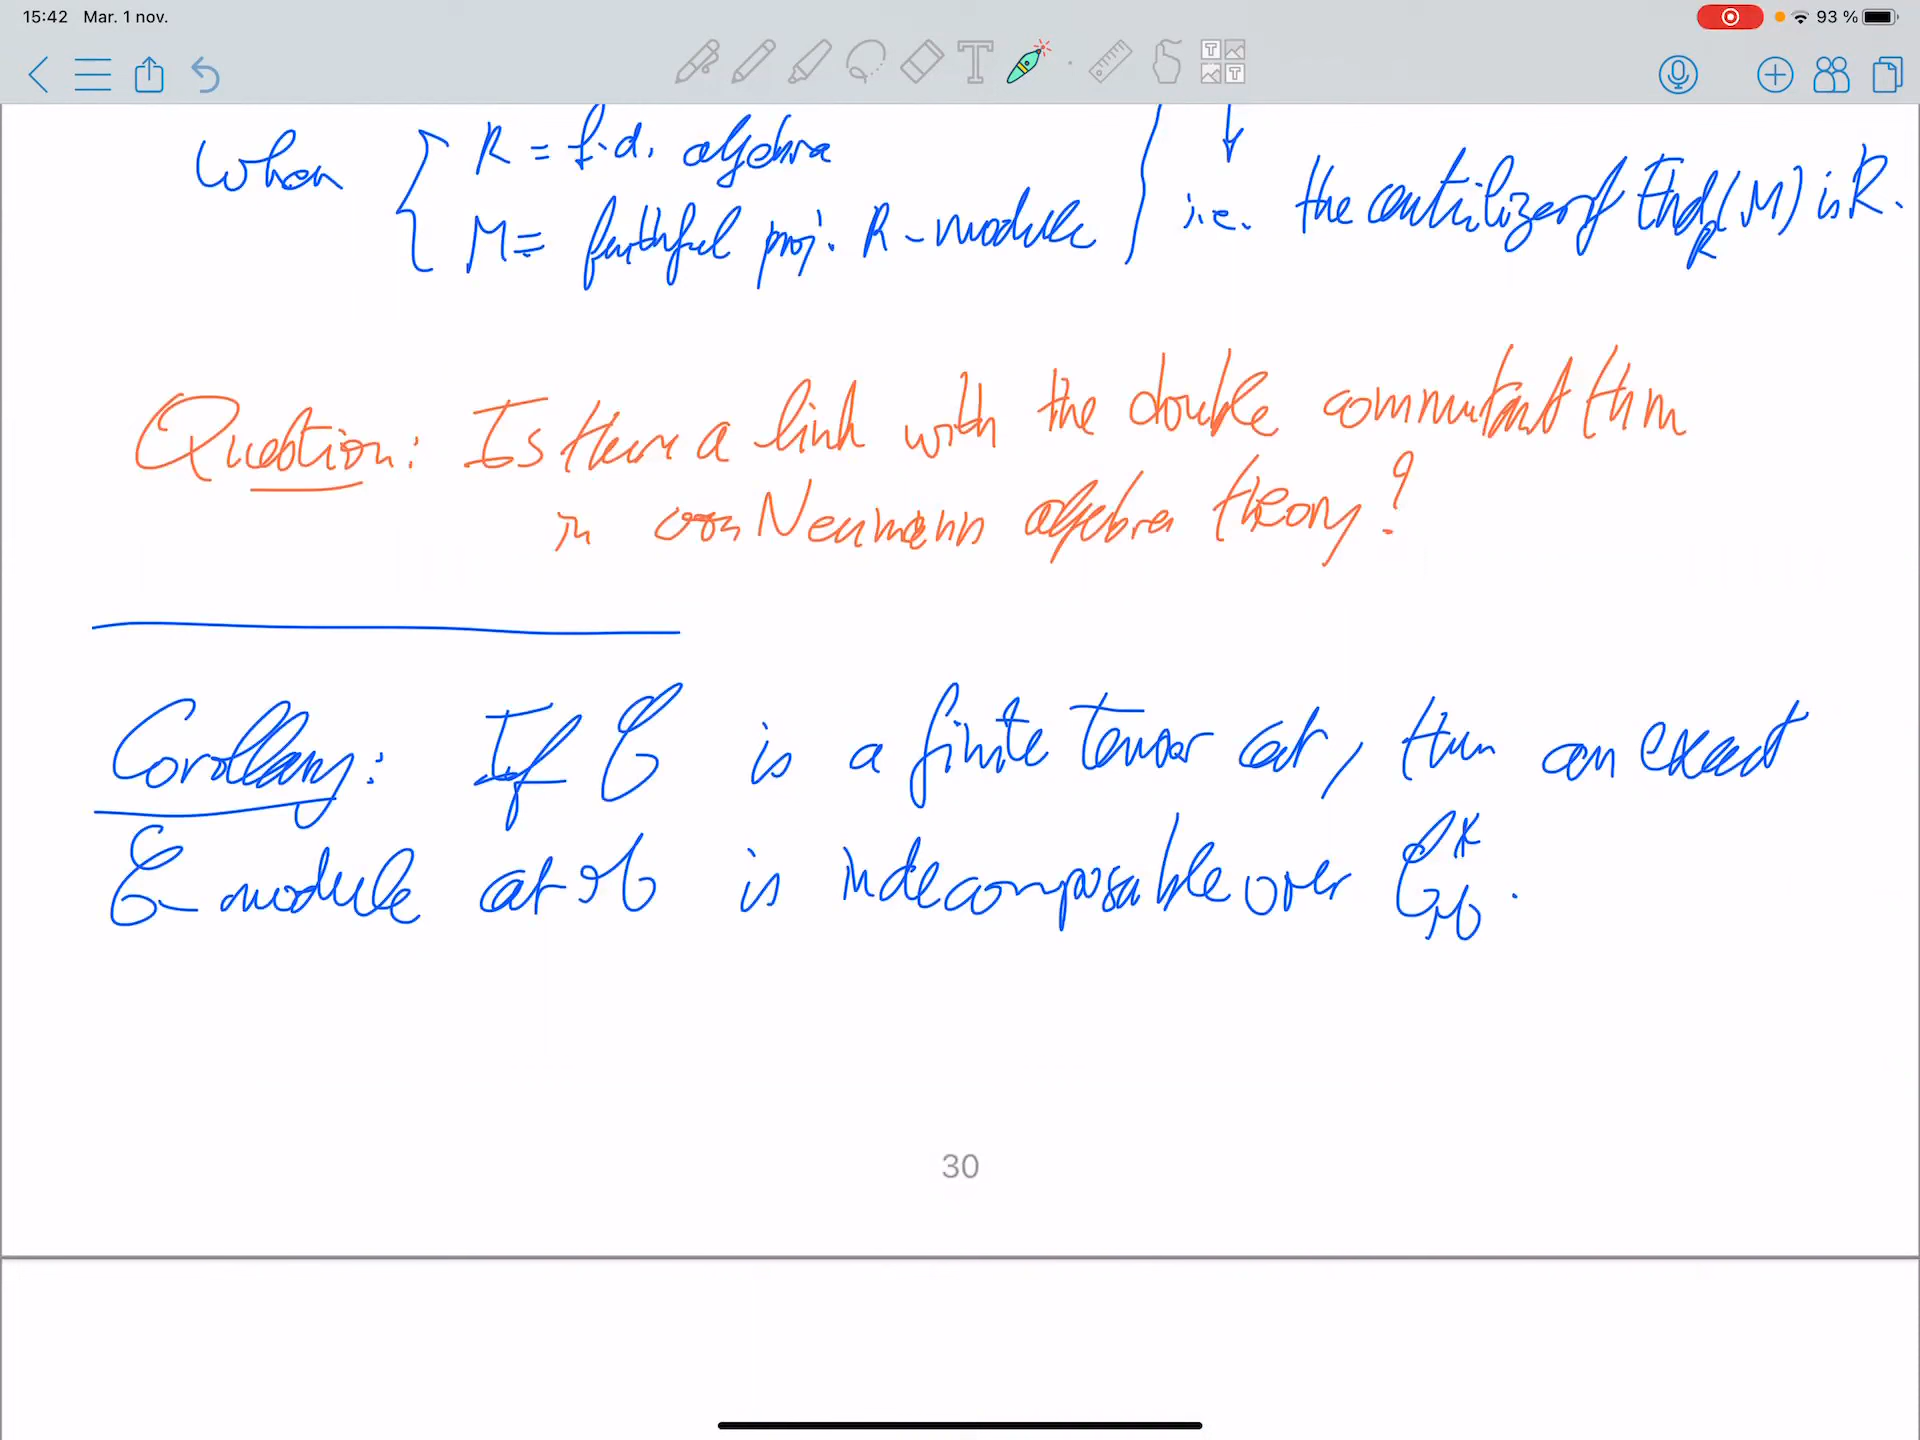 15:42 Mar. 1 nov. 93 %
When { R = f.d. algebra
M = faithful proj. R-module } i.e. the centralizer of End_R(M) is R.
Question: Is there a link with the double commutant thm
in von Neumann algebra theory?
Corollary: If C is a finite tensor cat, then an exact
C-module cat M is indecomposable over C*_M.
30